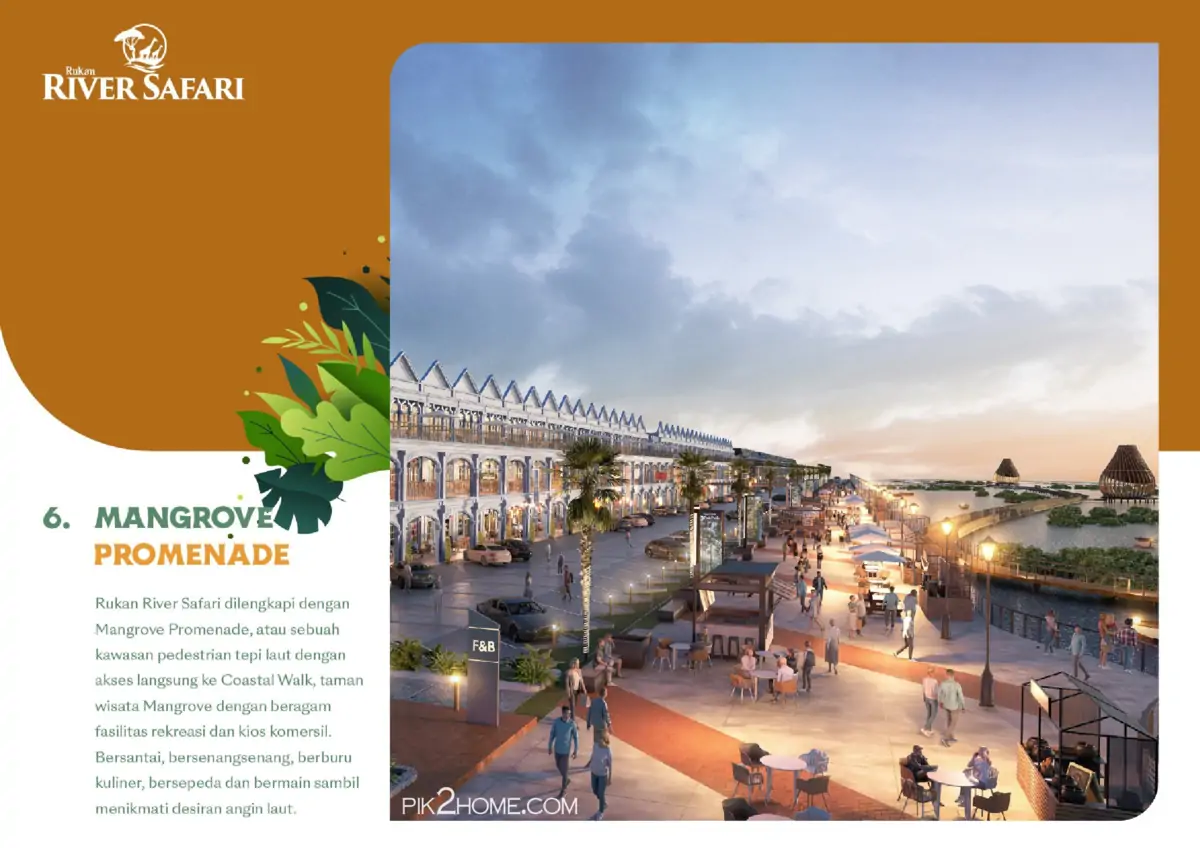 Rukan
RIVER SAFARI
6. MANGROVE
PROMENADE
Rukan River Safari dilengkapi dengan
Mangrove Promenade, atau sebuah
kawasan pedestrian tepi laut dengan
akses langsung ke Coastal Walk, taman
wisata Mangrove dengan beragam
fasilitas rekreasi dan kios komersil.
Bersantai, bersenangsenang, berburu
kuliner, bersepeda dan bermain sambil
menikmati desiran angin laut.
F&B
PIK2HOME.COM